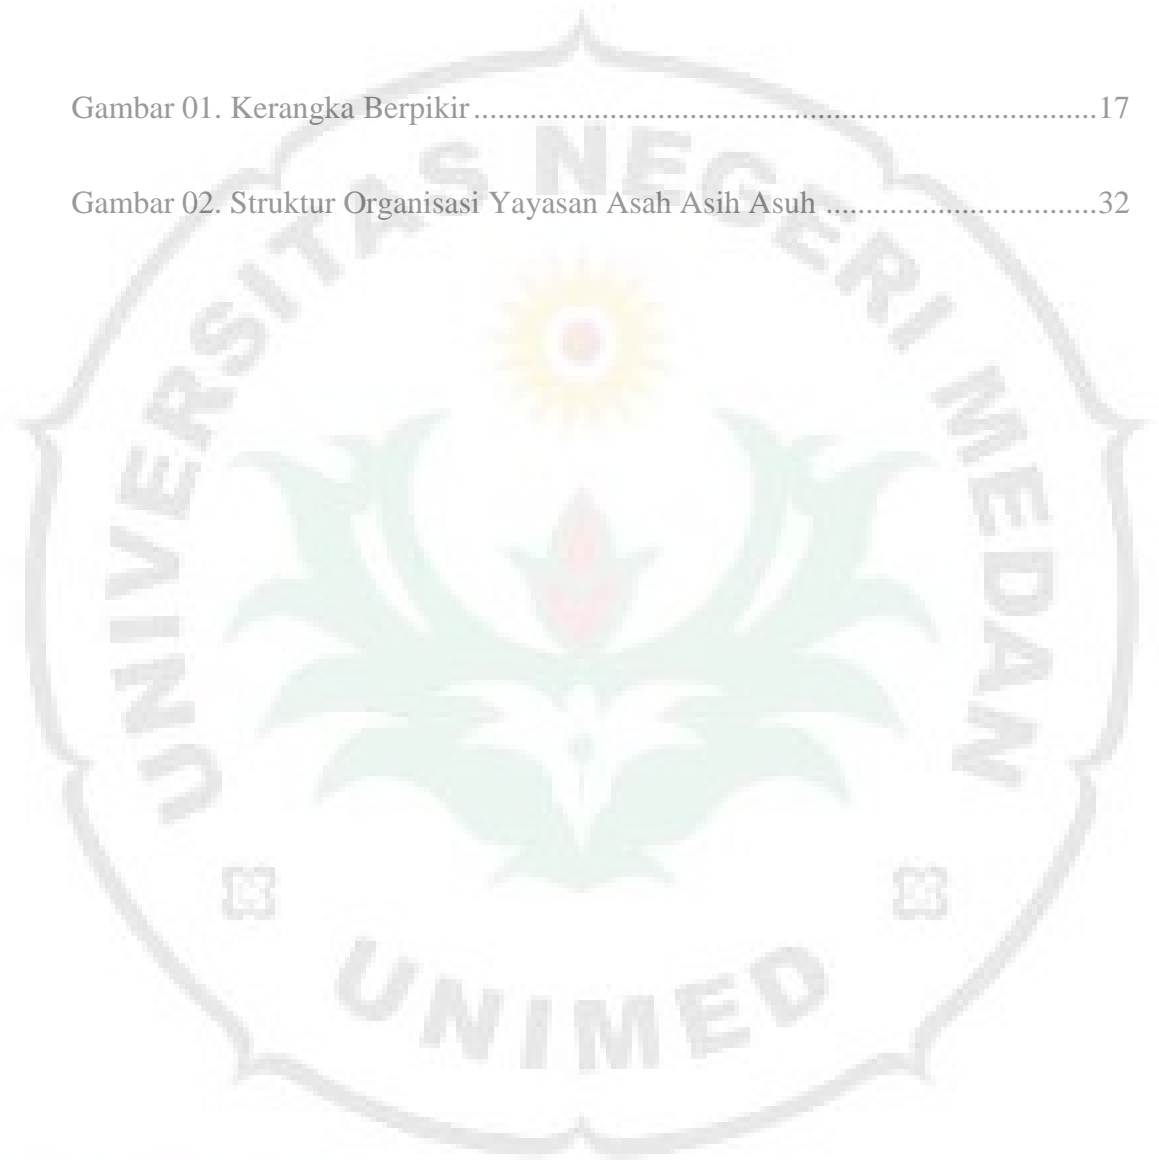 Gambar 01. Kerangka Berpikir..............................................................................17
Gambar 02. Struktur Organisasi Yayasan Asah Asih Asuh ..................................32
UNIVERSITAS NEGERI MEDAN
UNIMED